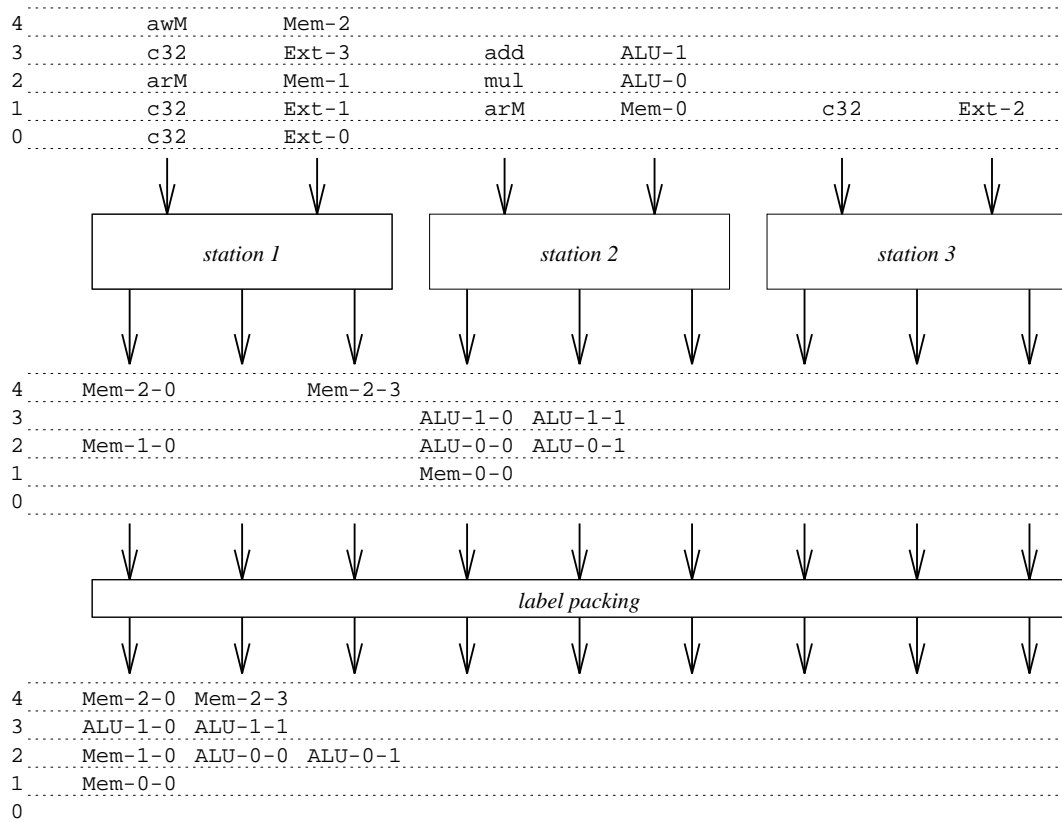 4 awM Mem-2
3 c32 Ext-3 add ALU-1
2 arM Mem-1 mul ALU-0
1 c32 Ext-1 arM Mem-0 c32 Ext-2
0 c32 Ext-0
station 1 station 2 station 3
4 Mem-2-0 Mem-2-3
3 ALU-1-0 ALU-1-1
2 Mem-1-0 ALU-0-0 ALU-0-1
1 Mem-0-0
0
label packing
4 Mem-2-0 Mem-2-3
3 ALU-1-0 ALU-1-1
2 Mem-1-0 ALU-0-0 ALU-0-1
1 Mem-0-0
0